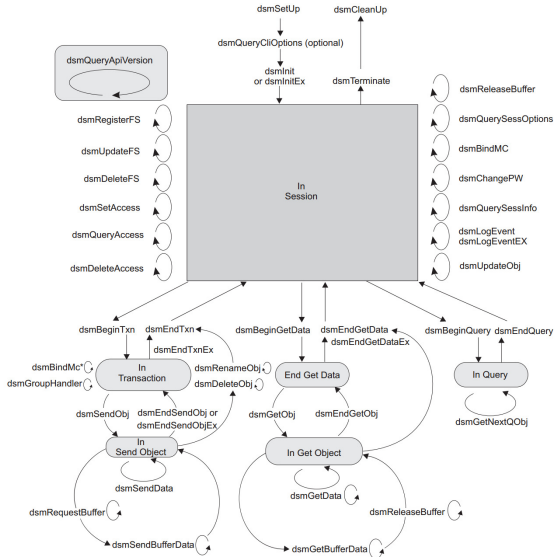 dsmSetUp
dsmCleanUp
dsmQueryCliOptions (optional)
dsmQueryApiVersion
dsmInit
or dsmInitEx
dsmTerminate
dsmReleaseBuffer
dsmRegisterFS
dsmQuerySessOptions
dsmUpdateFS
dsmBindMC
dsmDeleteFS
In
Session
dsmChangePW
dsmSetAccess
dsmQuerySessInfo
dsmQueryAccess
dsmLogEvent
dsmLogEventEX
dsmDeleteAccess
dsmUpdateObj
dsmBeginTxn
dsmEndTxn
dsmEndTxnEx
dsmBeginGetData
dsmEndGetData
dsmEndGetDataEx
dsmBeginQuery
dsmEndQuery
dsmBindMc*
dsmGroupHandler
In
Transaction
dsmRenameObj
dsmDeleteObj
End Get Data
In Query
dsmSendObj
dsmEndSendObj or
dsmEndSendObjEx
dsmGetObj
dsmEndGetObj
dsmGetNextQObj
In
Send Object
In Get Object
dsmSendData
dsmGetData
dsmRequestBuffer
dsmReleaseBuffer
dsmSendBufferData
dsmGetBufferData